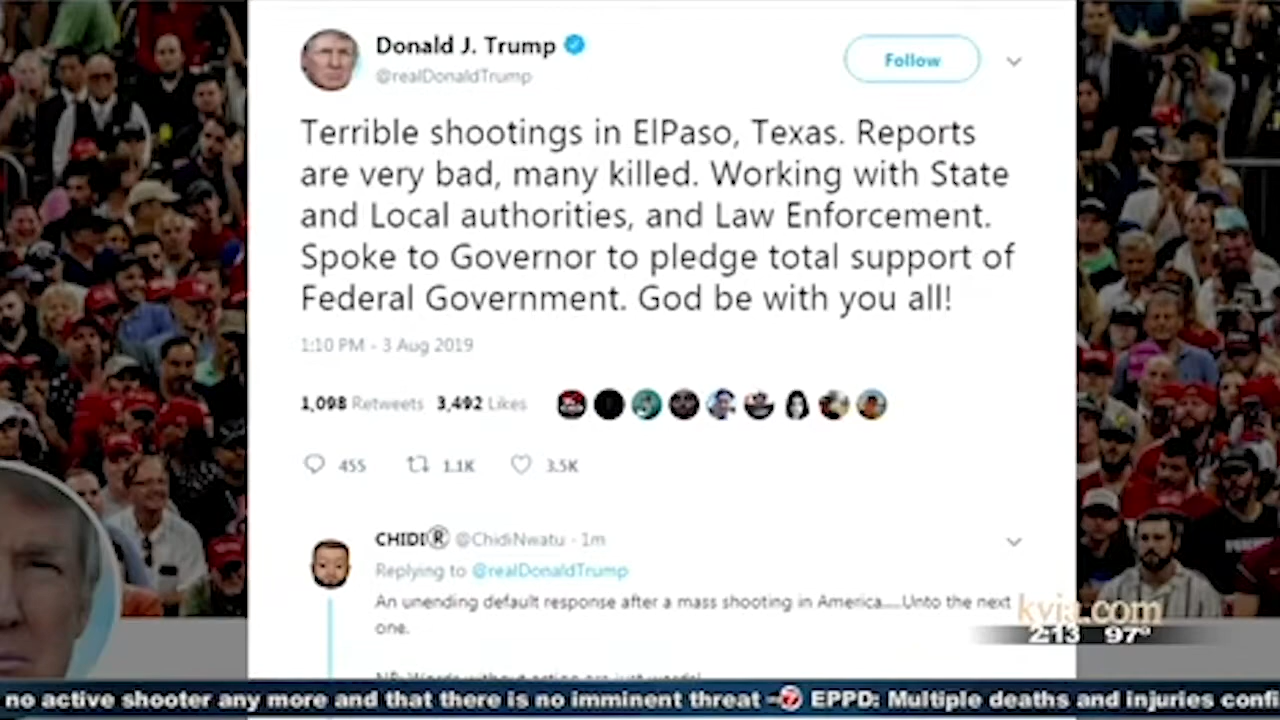 Donald J. Trump
@realDonaldTrump
Follow
Terrible shootings in ElPaso, Texas. Reports
are very bad, many killed. Working with State
and Local authorities, and Law Enforcement.
Spoke to Governor to pledge total support of
Federal Government. God be with you all!
1:10 PM - 3 Aug 2019
1,098 Retweets 3,492 Likes
455 1.1K 3.5K
CHIDI® @ChidiNwatu · 1m
Replying to @realDonaldTrump
An unending default response after a mass shooting in America....Unto the next
one.
kvia.com
2:13 97°
no active shooter any more and that there is no imminent threat - 7 EPPD: Multiple deaths and injuries confi